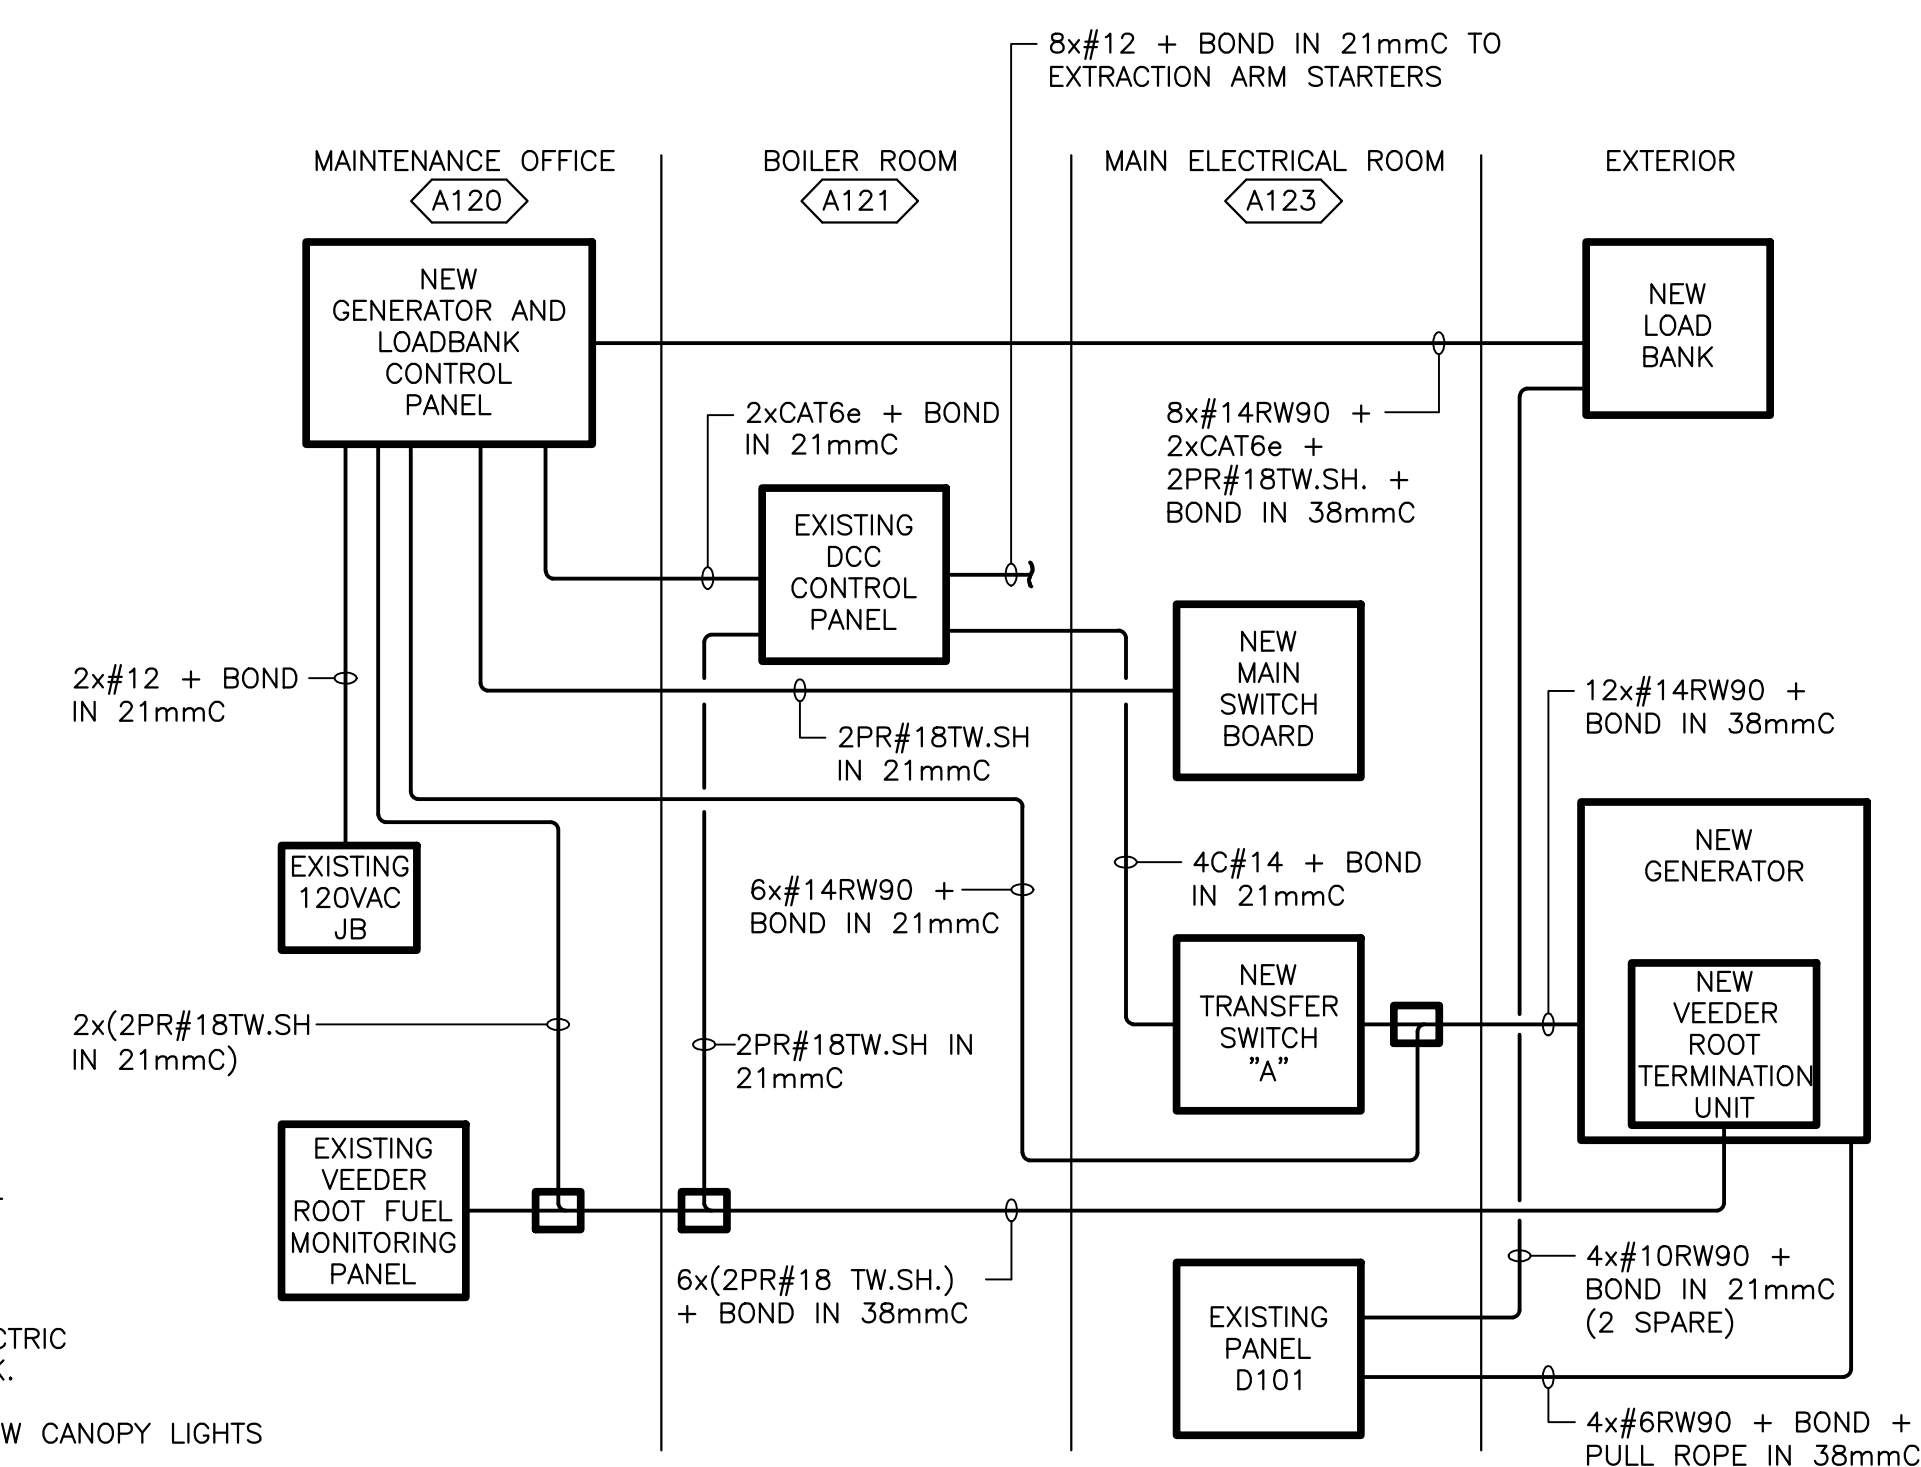 8x#12 + BOND IN 21mmC TO
EXTRACTION ARM STARTERS
MAINTENANCE OFFICE
A120
BOILER ROOM
A121
MAIN ELECTRICAL ROOM
A123
EXTERIOR
NEW
GENERATOR AND
LOADBANK
CONTROL
PANEL
NEW
LOAD
BANK
2xCAT6e + BOND
IN 21mmC
8x#14RW90 +
2xCAT6e +
2PR#18TW.SH. +
BOND IN 38mmC
EXISTING
DCC
CONTROL
PANEL
NEW
MAIN
SWITCH
BOARD
2x#12 + BOND
IN 21mmC
2PR#18TW.SH
IN 21mmC
12x#14RW90 +
BOND IN 38mmC
EXISTING
120VAC
JB
6x#14RW90 +
BOND IN 21mmC
4C#14 + BOND
IN 21mmC
NEW
GENERATOR
NEW
TRANSFER
SWITCH
"A"
NEW
VEEDER
ROOT
TERMINATION
UNIT
2x(2PR#18TW.SH
IN 21mmC)
2PR#18TW.SH IN
21mmC
EXISTING
VEEDER
ROOT FUEL
MONITORING
PANEL
6x(2PR#18 TW.SH.)
+ BOND IN 38mmC
EXISTING
PANEL
D101
4x#10RW90 +
BOND IN 21mmC
(2 SPARE)
4x#6RW90 + BOND +
PULL ROPE IN 38mmC
CTRIC
K.
W CANOPY LIGHTS